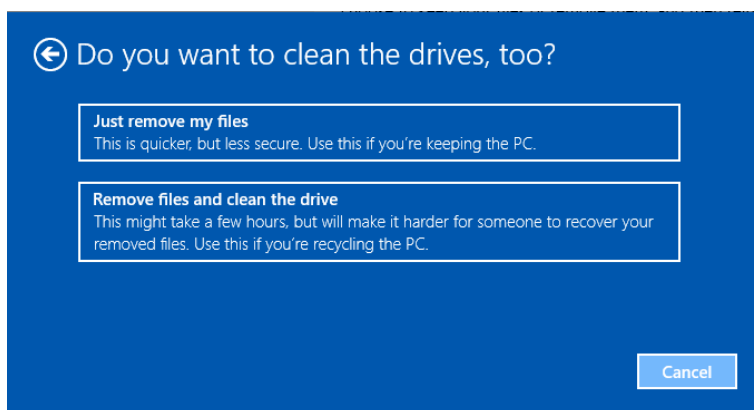 Do you want to clean the drives, too?
Just remove my files
This is quicker, but less secure. Use this if you're keeping the PC.
Remove files and clean the drive
This might take a few hours, but will make it harder for someone to recover your
removed files. Use this if you're recycling the PC.
Cancel